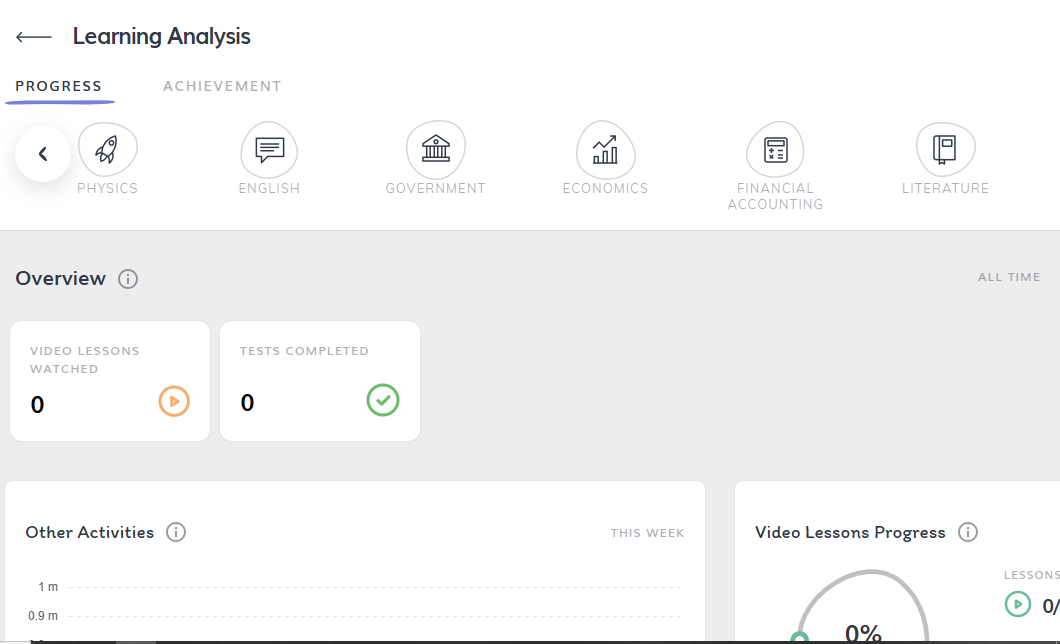 Learning Analysis
PROGRESS ACHIEVEMENT
PHYSICS ENGLISH GOVERNMENT ECONOMICS FINANCIAL ACCOUNTING LITERATURE
Overview
ALL TIME
VIDEO LESSONS
WATCHED
0
TESTS COMPLETED
0
Other Activities
THIS WEEK
1 m
0.9 m
Video Lessons Progress
0%
LESSONS
0/